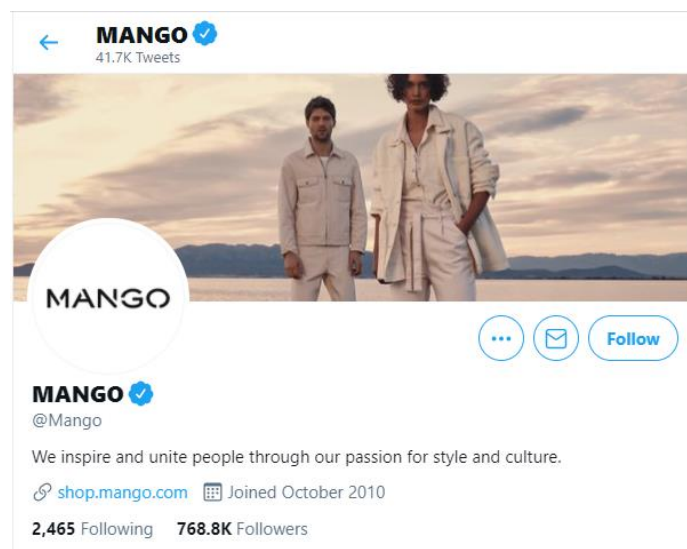 MANGO
41.7K Tweets
MANGO
Follow
MANGO
@Mango
We inspire and unite people through our passion for style and culture.
shop.mango.com Joined October 2010
2,465 Following 768.8K Followers